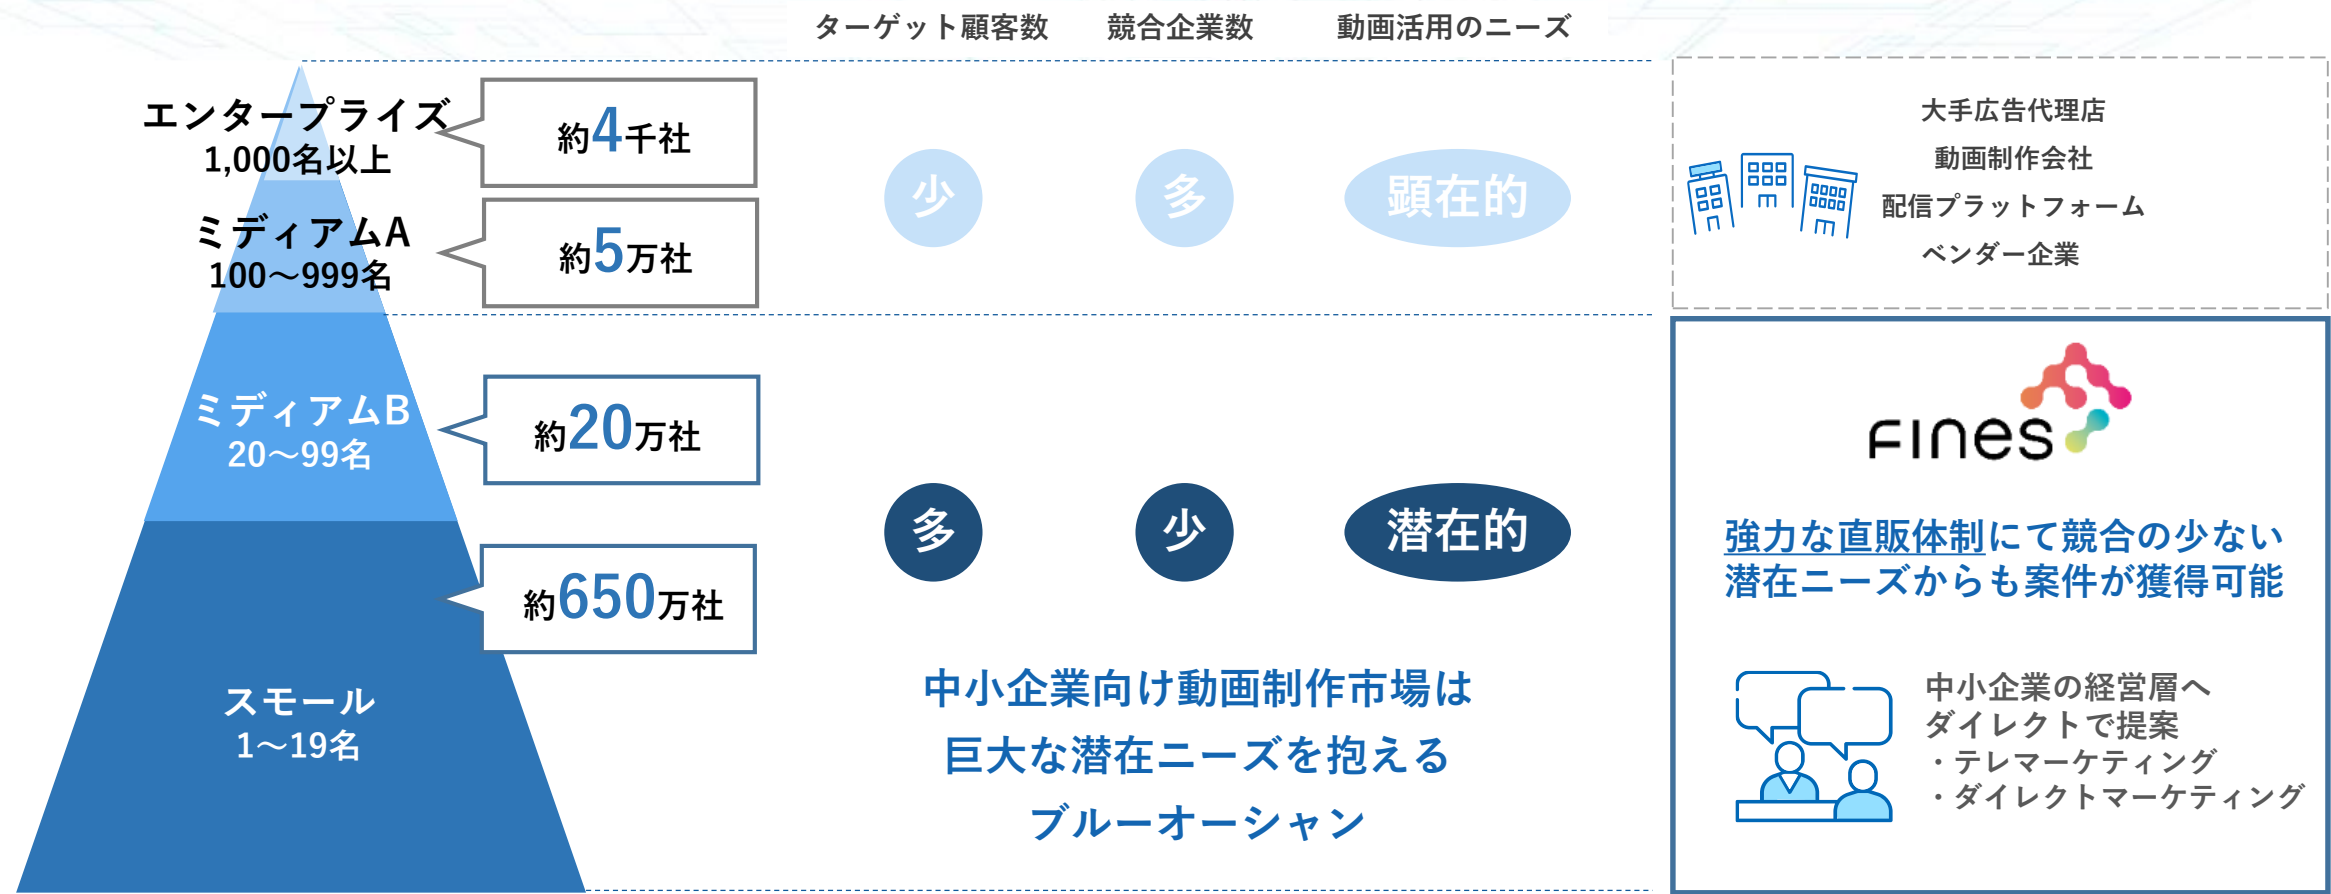 ターゲット顧客数
競合企業数
動画活用のニーズ
エンタープライズ
1,000名以上
約4千社
ミディアムA
100～999名
約5万社
少
多
顕在的
大手広告代理店
動画制作会社
配信プラットフォーム
ベンダー企業
ミディアムB
20～99名
約20万社
スモール
1～19名
約650万社
多
少
潜在的
中小企業向け動画制作市場は
巨大な潜在ニーズを抱える
ブルーオーシャン
FINES
強力な直販体制にて競合の少ない
潜在ニーズからも案件が獲得可能
中小企業の経営層へ
ダイレクトで提案
・テレマーケティング
・ダイレクトマーケティング